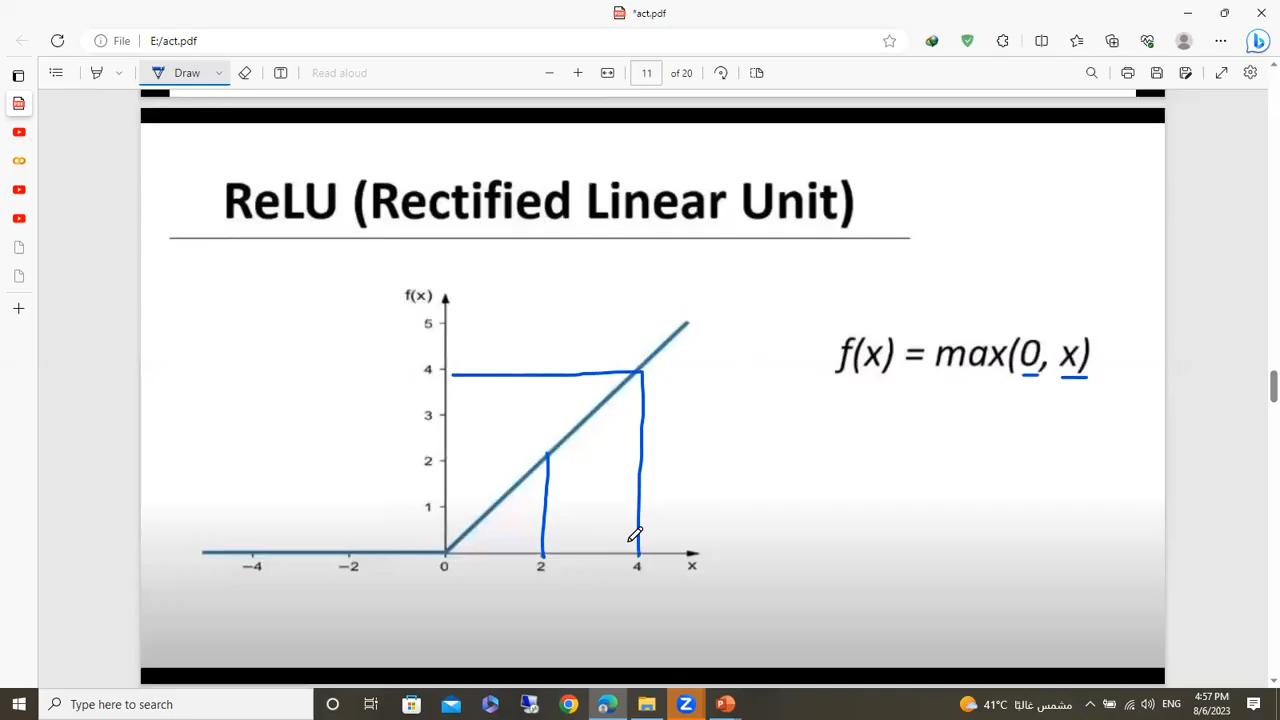 *act.pdf
File E:/act.pdf
Draw Read aloud 11 of 20
ReLU (Rectified Linear Unit)
f(x)
5
4
3
2
1
f(x) = max(0, x)
−4 −2 0 2 4 x
Type here to search
41°C مشمس غالبًا ENG
4:57 PM
8/6/2023